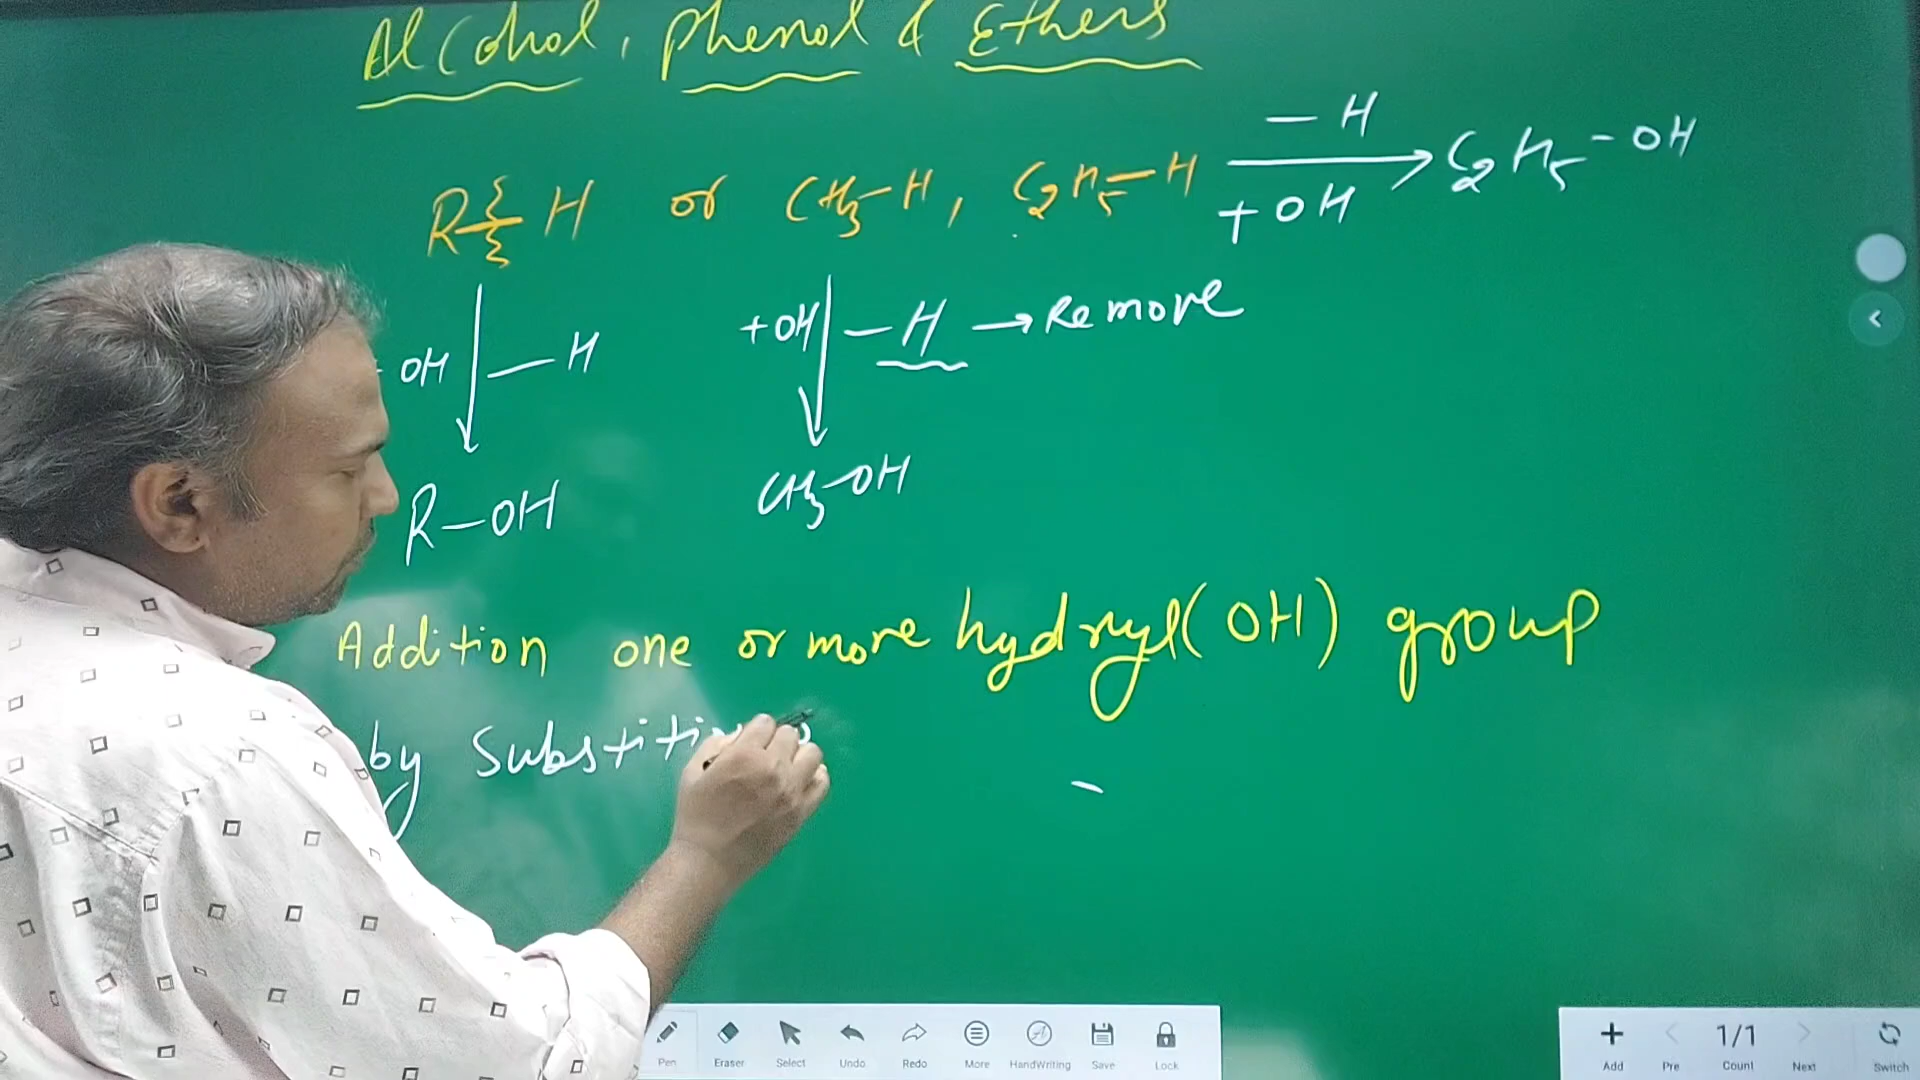 Alcohol, Phenol & Ethers
R-H or CH3-H, C2H5-H -H +OH → C2H5-OH
OH -H +OH -H → Remove
R-OH CH3-OH
Addition one or more hydryl(OH) group
by
Pen Eraser Select Undo Redo More HandWriting Save Lock
Add Pre 1/1 Count Next Switch